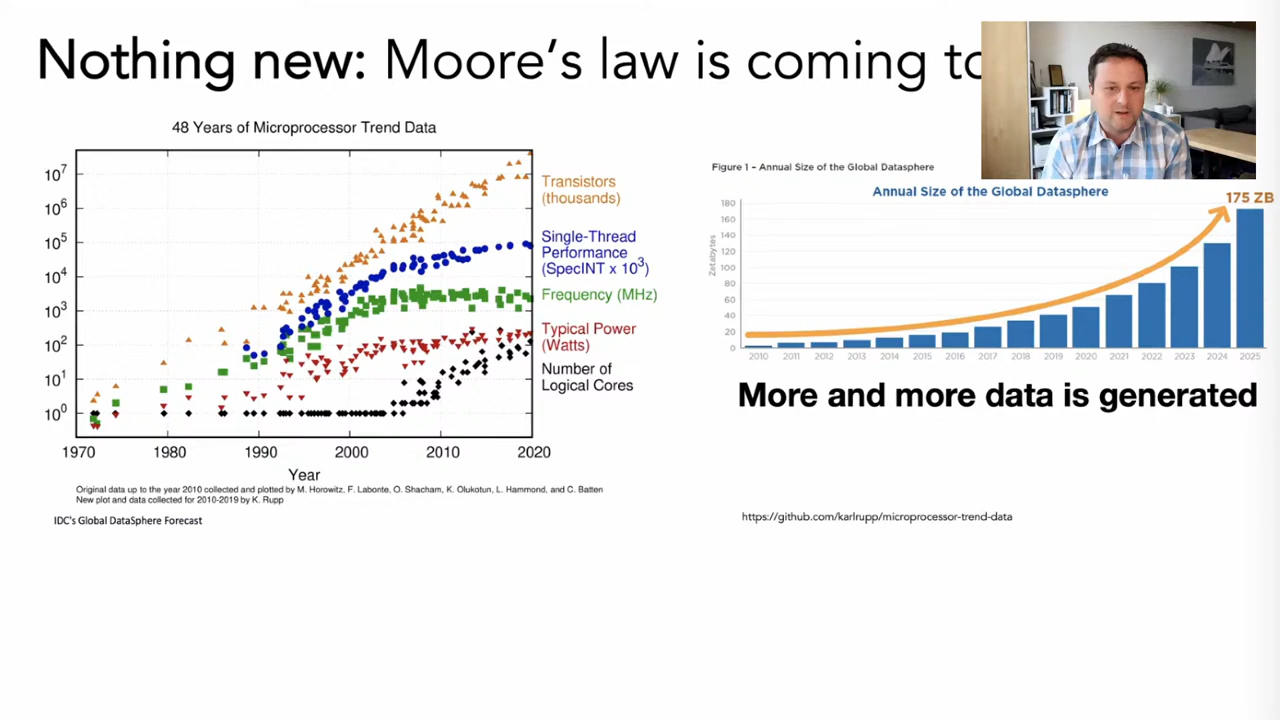 Nothing new: Moore's law is coming to
48 Years of Microprocessor Trend Data
10^7
10^6
10^5
10^4
10^3
10^2
10^1
10^0
Transistors
(thousands)
Single-Thread
Performance
(SpecINT x 10^3)
Frequency (MHz)
Typical Power
(Watts)
Number of
Logical Cores
1970 1980 1990 2000 2010 2020
Year
Original data up to the year 2010 collected and plotted by M. Horowitz, F. Labonte, O. Shacham, K. Olukotun, L. Hammond, and C. Batten
New plot and data collected for 2010-2019 by K. Rupp
IDC's Global DataSphere Forecast
Figure 1 – Annual Size of the Global Datasphere
Annual Size of the Global Datasphere
175 ZB
180
160
140
120
100
80
60
40
20
0
Zetabytes
2010 2011 2012 2013 2014 2015 2016 2017 2018 2019 2020 2021 2022 2023 2024 2025
More and more data is generated
https://github.com/karlrupp/microprocessor-trend-data